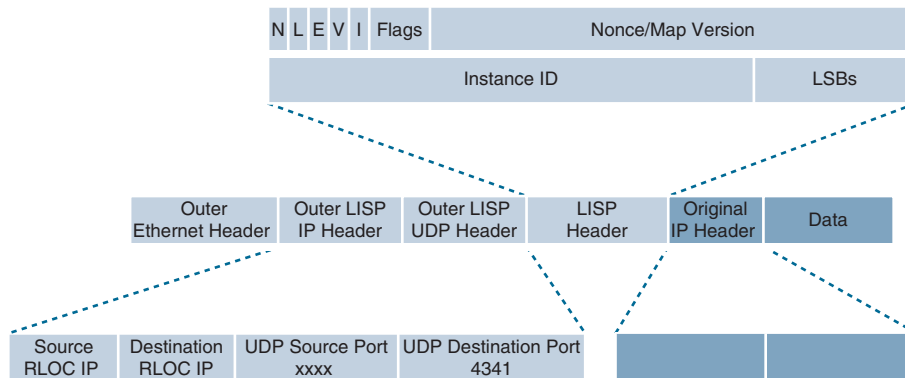 N L E V I Flags Nonce/Map Version
Instance ID LSBs
Outer Ethernet Header
Outer LISP IP Header
Outer LISP UDP Header
LISP Header
Original IP Header
Data
Source RLOC IP
Destination RLOC IP
UDP Source Port xxxx
UDP Destination Port 4341